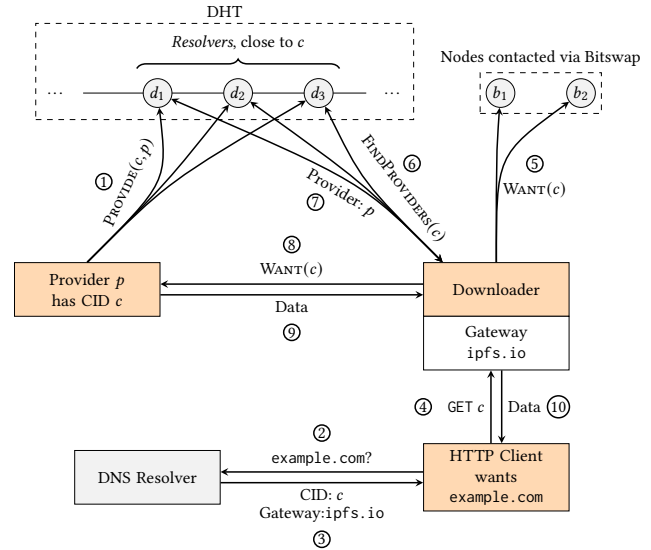 DHT
Resolvers, close to c
Nodes contacted via Bitswap
... d1 d2 d3 ...
b1 b2
① PROVIDE(c,p)
⑥ FINDPROVIDERS(c)
⑦ Provider: p
⑤
WANT(c)
⑧
WANT(c)
Provider p
has CID c
Downloader
Data
⑨
Gateway
ipfs.io
④ GET c
Data ⑩
②
example.com?
DNS Resolver
HTTP Client
wants
example.com
CID: c
Gateway:ipfs.io
③